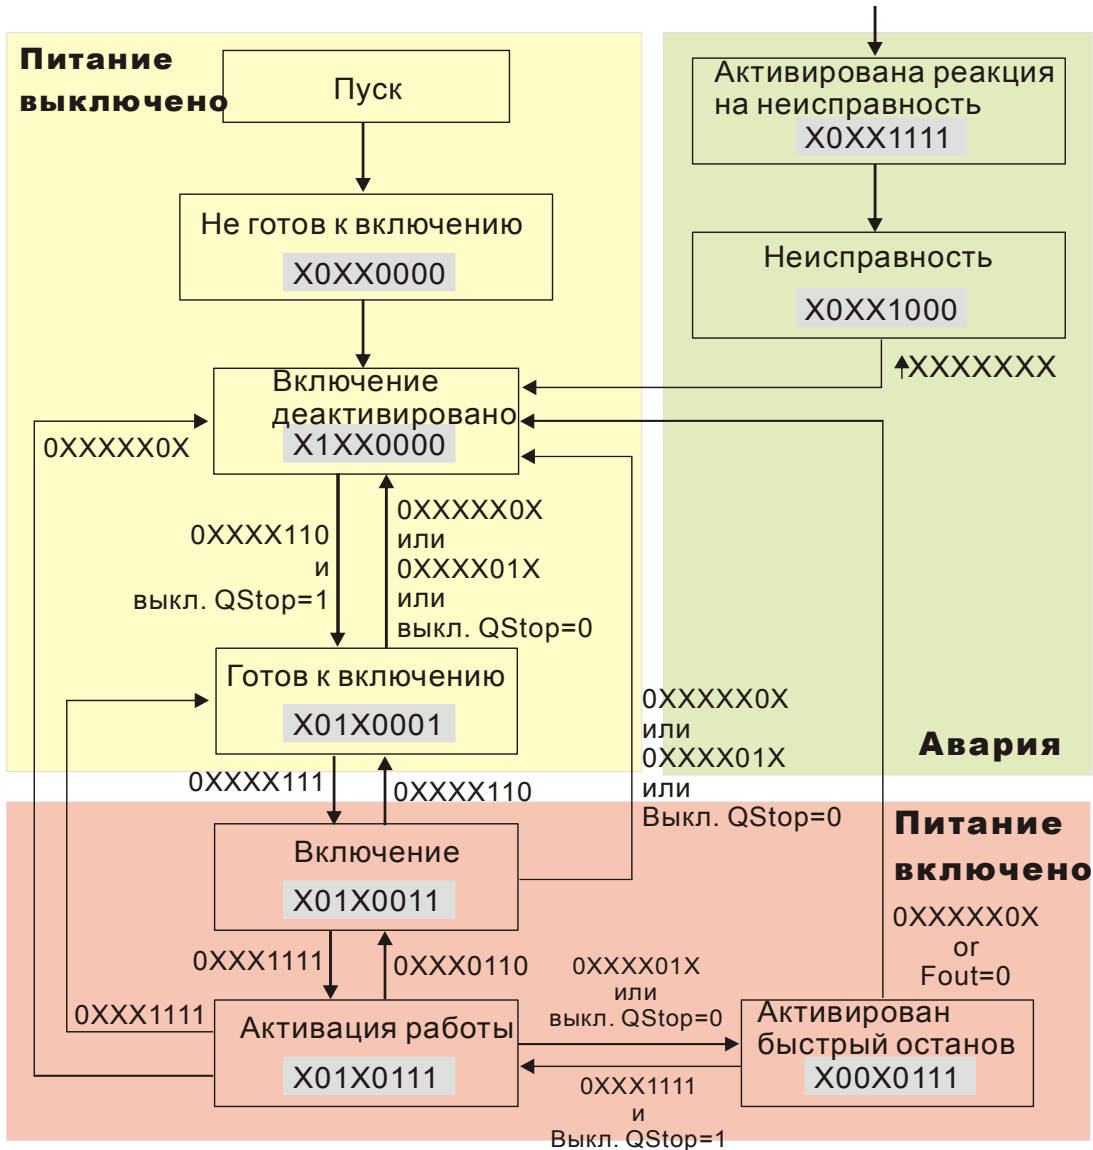 Питание
выключено
Пуск
Не готов к включению
X0XX0000
Включение
деактивировано
X1XX0000
0XXXXX0X
0XXXX110
и
выкл. QStop=1
0XXXXX0X
или
0XXXX01X
или
выкл. QStop=0
Готов к включению
X01X0001
Активирована реакция
на неисправность
X0XX1111
Неисправность
X0XX1000
XXXXXXX
Авария
0XXXXX0X
или
0XXXX01X
или
Выкл. QStop=0
0XXXX111
0XXXX110
Питание
включено
Включение
X01X0011
0XXX1111
0XXX0110
0XXX1111
Активация работы
X01X0111
0XXXX01X
или
выкл. QStop=0
0XXXXX0X
or
Fout=0
Активирован
быстрый останов
X00X0111
0XXX1111
и
Выкл. QStop=1